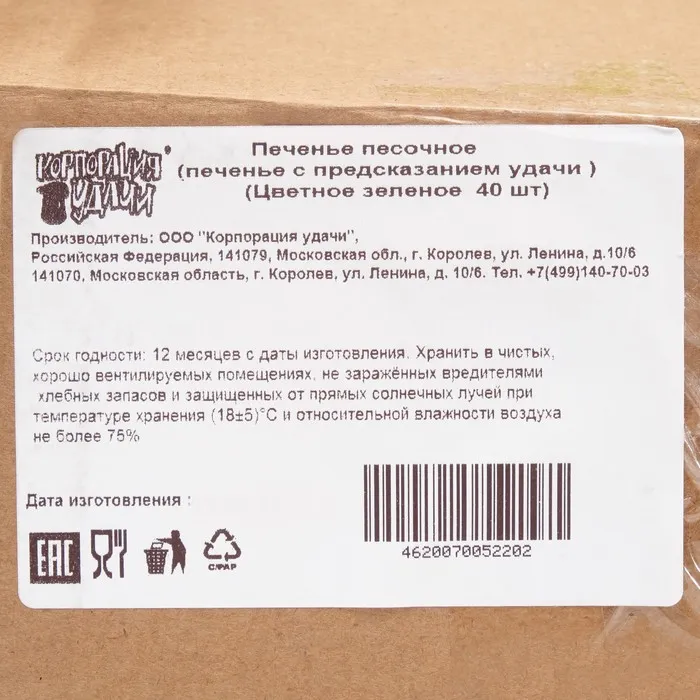 КОРПОРАЦИЯ
УДАЧИ
Печенье песочное
(печенье с предсказанием удачи )
(Цветное зеленое 40 шт)
Производитель: ООО "Корпорация удачи",
Российская Федерация, 141079, Московская обл., г. Королев, ул. Ленина, д.10/6
141070, Московская область, г. Королев, ул. Ленина, д. 10/6. Тел. +7(499)140-70-03
Срок годности: 12 месяцев с даты изготовления. Хранить в чистых,
хорошо вентилируемых помещениях, не заражённых вредителями
хлебных запасов и защищенных от прямых солнечных лучей при
температуре хранения (18±5)°С и относительной влажности воздуха
не более 75%
Дата изготовления :
4620070052202
ЕАС
C/PAP